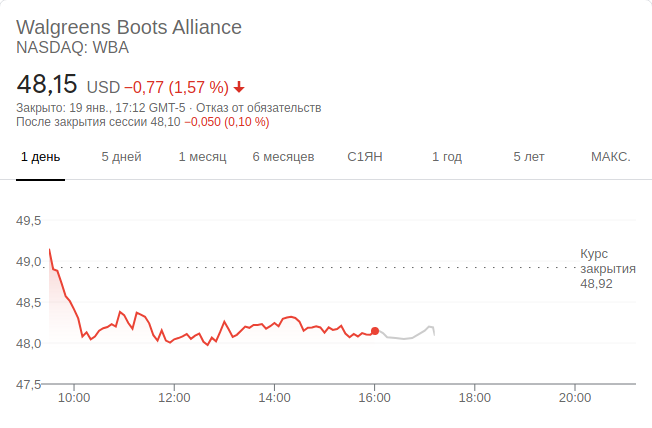 Walgreens Boots Alliance
NASDAQ: WBA
48,15 USD −0,77 (1,57 %)
Закрыто: 19 янв., 17:12 GMT-5 · Отказ от обязательств
После закрытия сессии 48,10 −0,050 (0,10 %)
1 день 5 дней 1 месяц 6 месяцев С1ЯН 1 год 5 лет МАКС.
49,5
49,0
48,5
48,0
47,5
Курс
закрытия
48,92
10:00 12:00 14:00 16:00 18:00 20:00